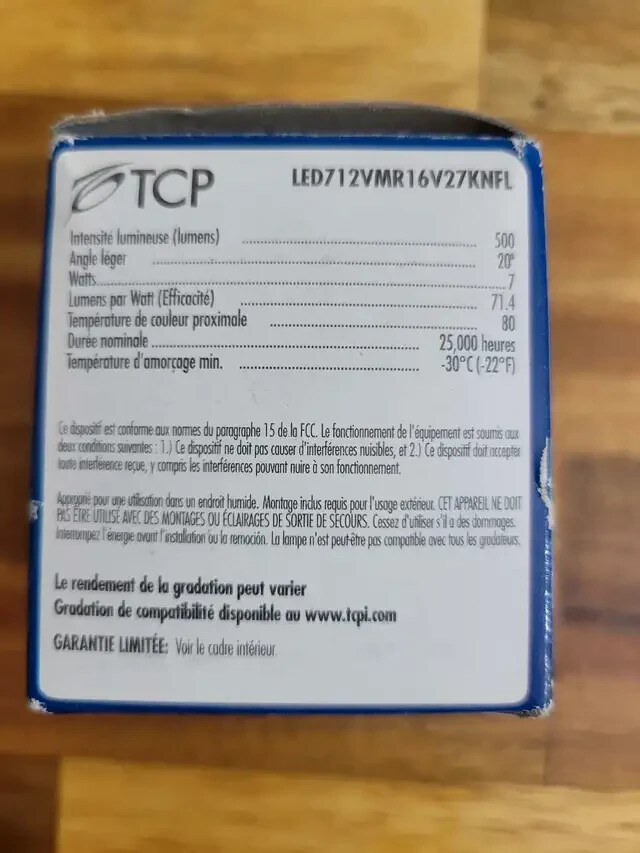 TCP
LED712VMR16V27KNFL
Intensité lumineuse (lumens) 500
Angle léger 20°
Watts 7
Lumens par Watt (Efficacité) 71.4
Température de couleur proximale 80
Durée nominale 25,000 heures
Température d'amorçage min. -30°C (-22°F)
Ce dispositif est conforme aux normes du paragraphe 15 de la FCC. Le fonctionnement de l'équipement est soumis aux
deux conditions suivantes : 1.) Ce dispositif ne doit pas causer d'interférences nuisibles, et 2.) Ce dispositif doit accepter
toute interférence reçue, y compris les interférences pouvant nuire à son fonctionnement.
Approprié pour une utilisation dans un endroit humide. Montage inclus requis pour l'usage extérieur. CET APPAREIL NE DOIT
PAS ÊTRE UTILISÉ AVEC DES MONTAGES OU ÉCLAIRAGES DE SORTIE DE SECOURS. Cessez d'utiliser s'il a des dommages.
Interrompez l'énergie avant l'installation ou la remoción. La lampe n'est peut-être pas compatible avec tous les gradateurs.
Le rendement de la gradation peut varier
Gradation de compatibilité disponible au www.tcpi.com
GARANTIE LIMITÉE: Voir le cadre intérieur